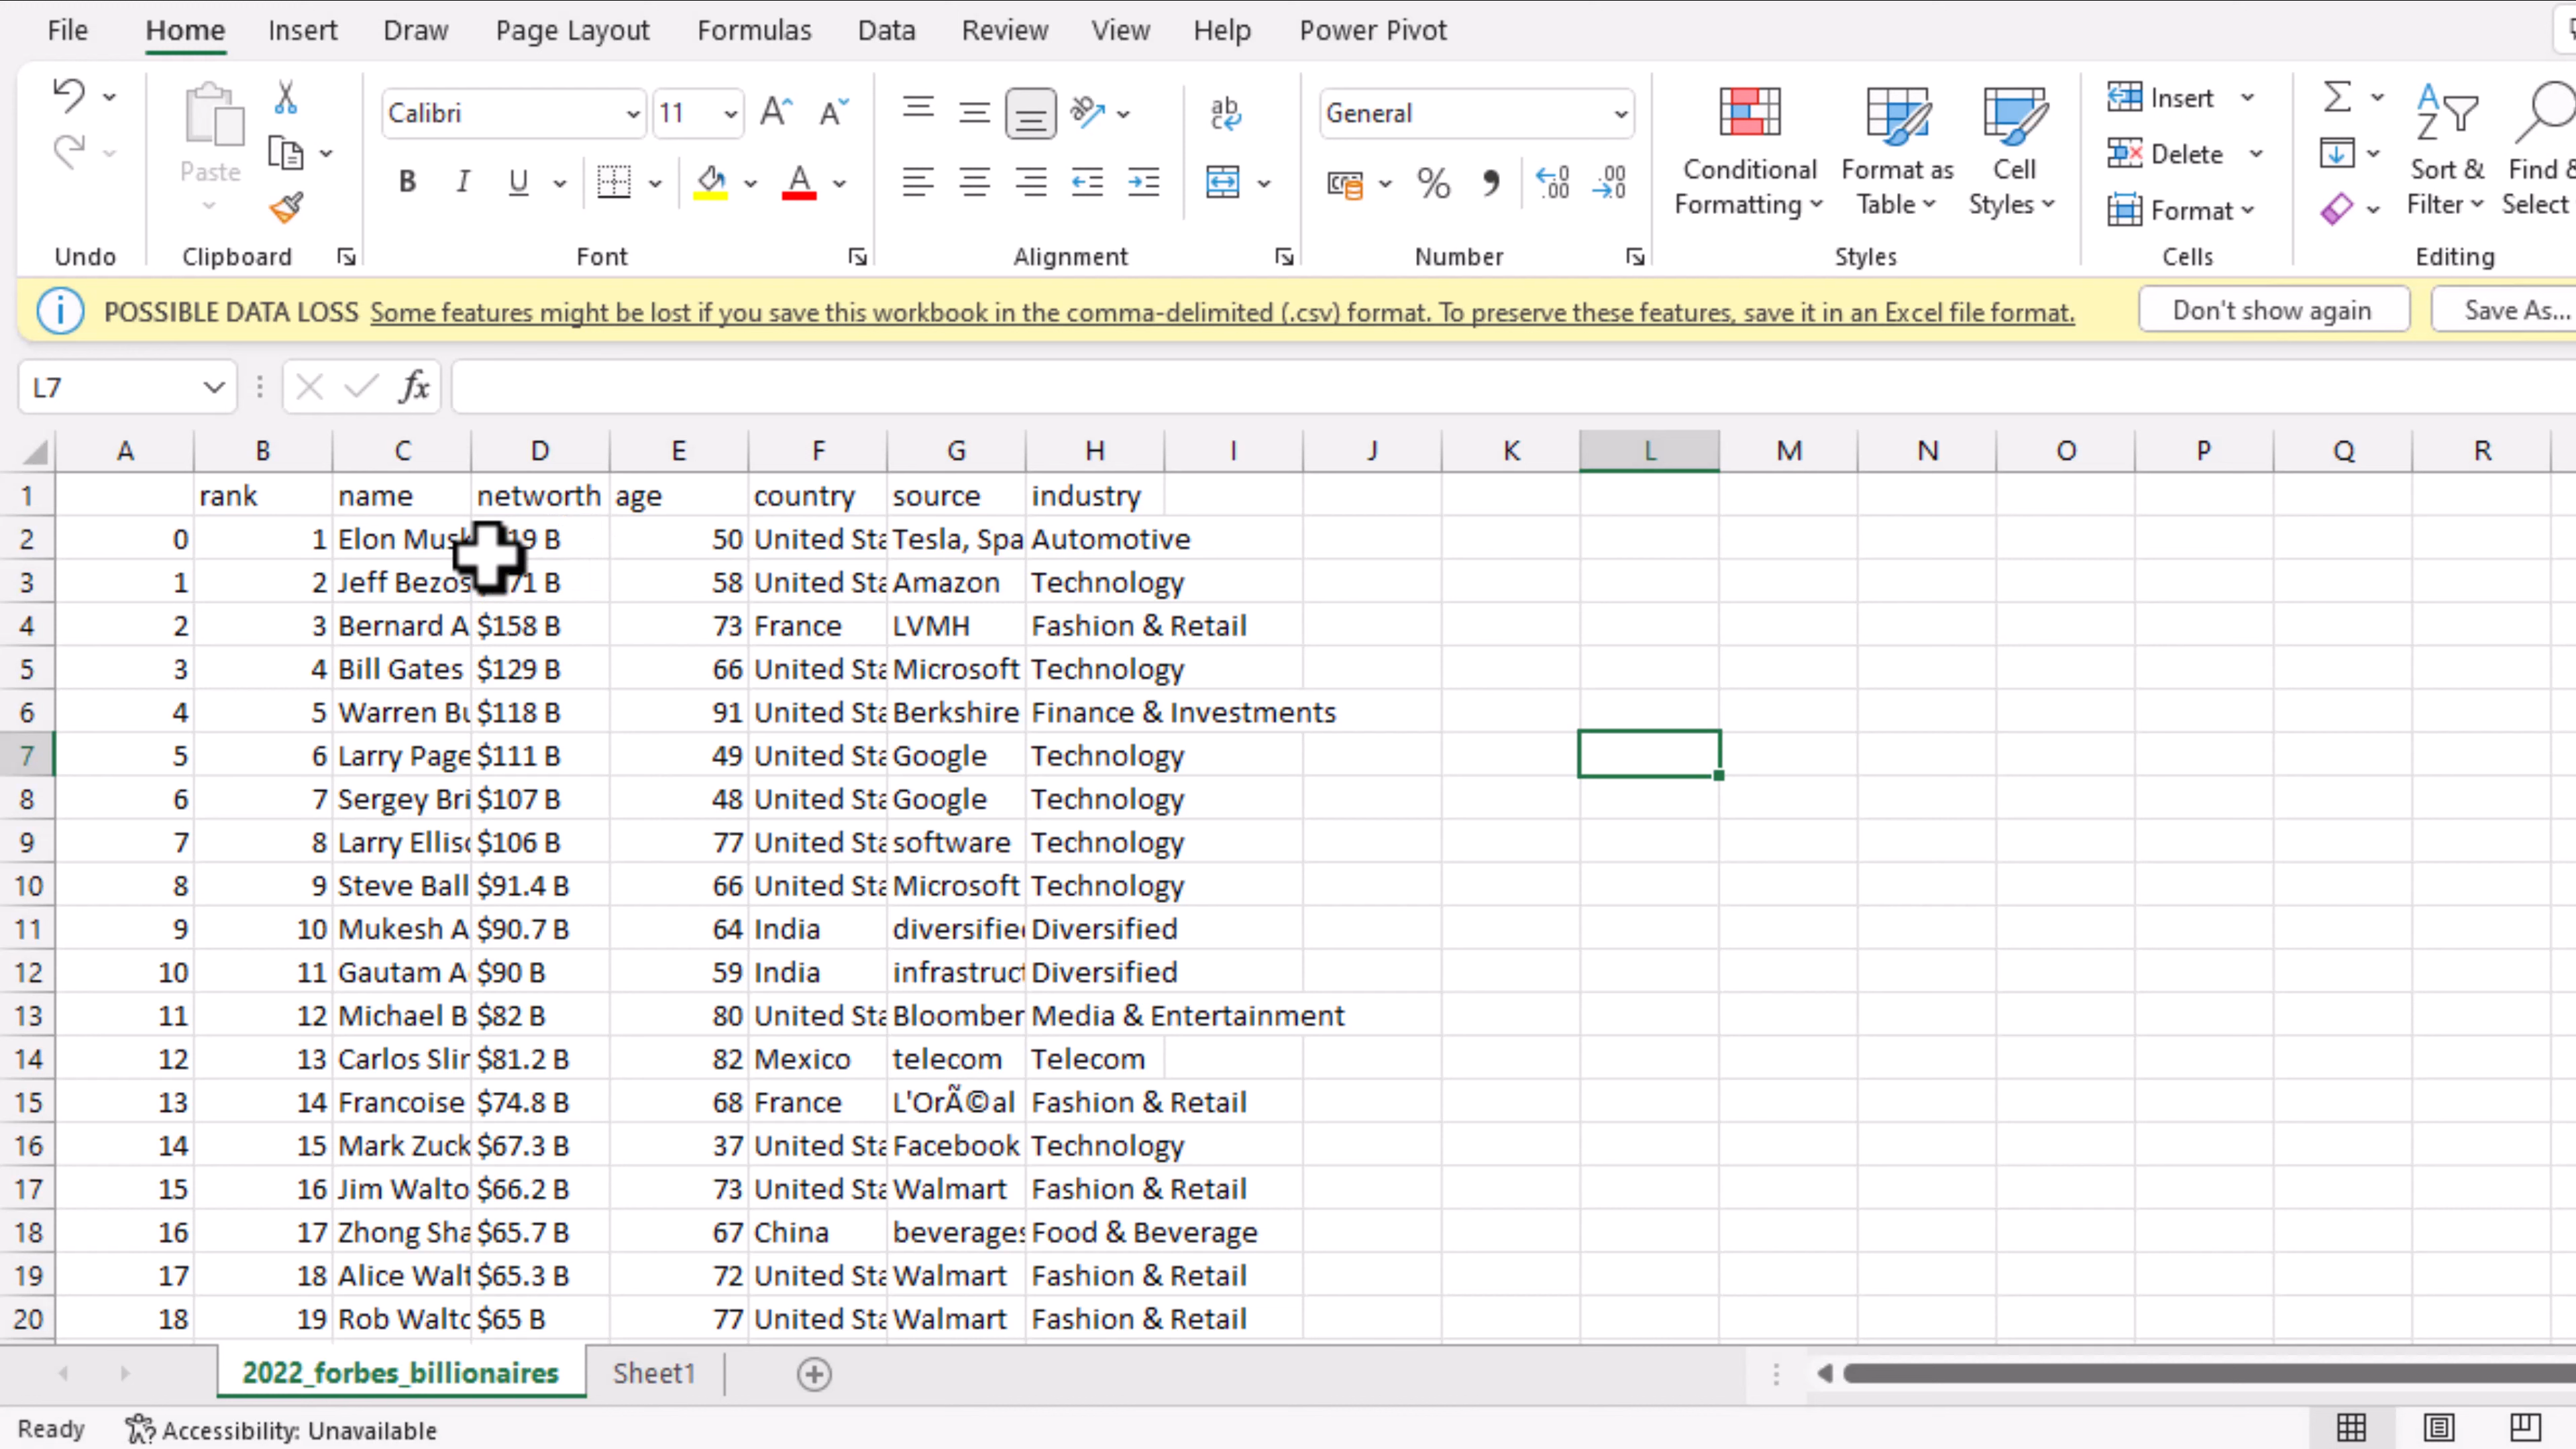 File Home Insert Draw Page Layout Formulas Data Review View Help Power Pivot
Calibri 11 General Insert
Paste Conditional Format as Cell Delete Sort & Find &
B I U Formatting Table Styles Format Filter Select
Undo Clipboard Font Alignment Number Styles Cells Editing
POSSIBLE DATA LOSS Some features might be lost if you save this workbook in the comma-delimited (.csv) format. To preserve these features, save it in an Excel file format. Don't show again Save As...
L7 fx
A B C D E F G H I J K L M N O P Q R
1 rank name networth age country source industry
2 0 1 Elon Musk 19 B 50 United Sta Tesla, Spa Automotive
3 1 2 Jeff Bezos 71 B 58 United Sta Amazon Technology
4 2 3 Bernard A $158 B 73 France LVMH Fashion & Retail
5 3 4 Bill Gates $129 B 66 United Sta Microsoft Technology
6 4 5 Warren Bu $118 B 91 United Sta Berkshire Finance & Investments
7 5 6 Larry Page $111 B 49 United Sta Google Technology
8 6 7 Sergey Bri $107 B 48 United Sta Google Technology
9 7 8 Larry Elliso $106 B 77 United Sta software Technology
10 8 9 Steve Ball $91.4 B 66 United Sta Microsoft Technology
11 9 10 Mukesh A $90.7 B 64 India diversified Diversified
12 10 11 Gautam A $90 B 59 India infrastruct Diversified
13 11 12 Michael B $82 B 80 United Sta Bloomber Media & Entertainment
14 12 13 Carlos Slim $81.2 B 82 Mexico telecom Telecom
15 13 14 Francoise $74.8 B 68 France L'OrÃ©al Fashion & Retail
16 14 15 Mark Zuck $67.3 B 37 United Sta Facebook Technology
17 15 16 Jim Walto $66.2 B 73 United Sta Walmart Fashion & Retail
18 16 17 Zhong Sha $65.7 B 67 China beverages Food & Beverage
19 17 18 Alice Walt $65.3 B 72 United Sta Walmart Fashion & Retail
20 18 19 Rob Walto $65 B 77 United Sta Walmart Fashion & Retail
2022_forbes_billionaires Sheet1
Ready Accessibility: Unavailable